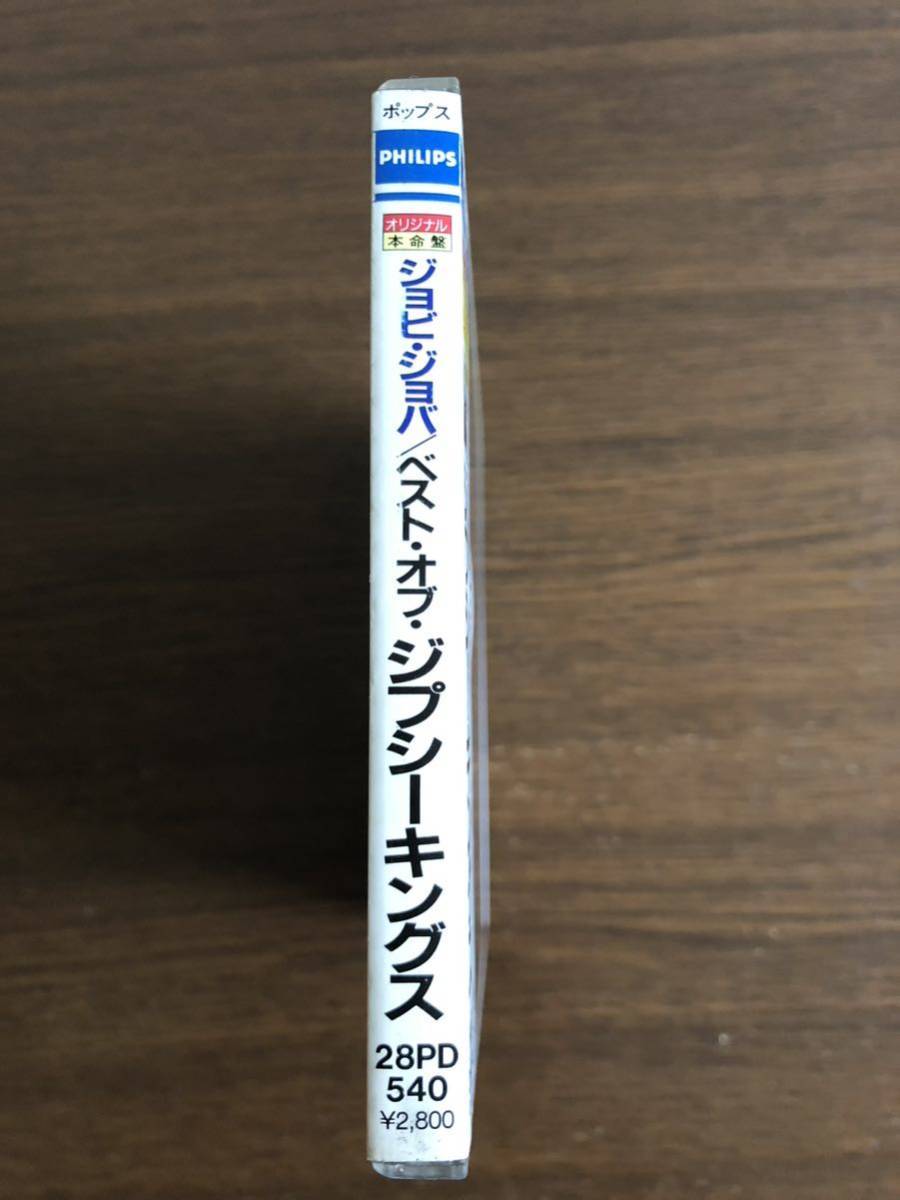 ポップス
PHILIPS
オリジナル
本命盤
ジョビ・ジョバ/ベスト・オブ・ジプシーキングス
28PD
540
¥2,800